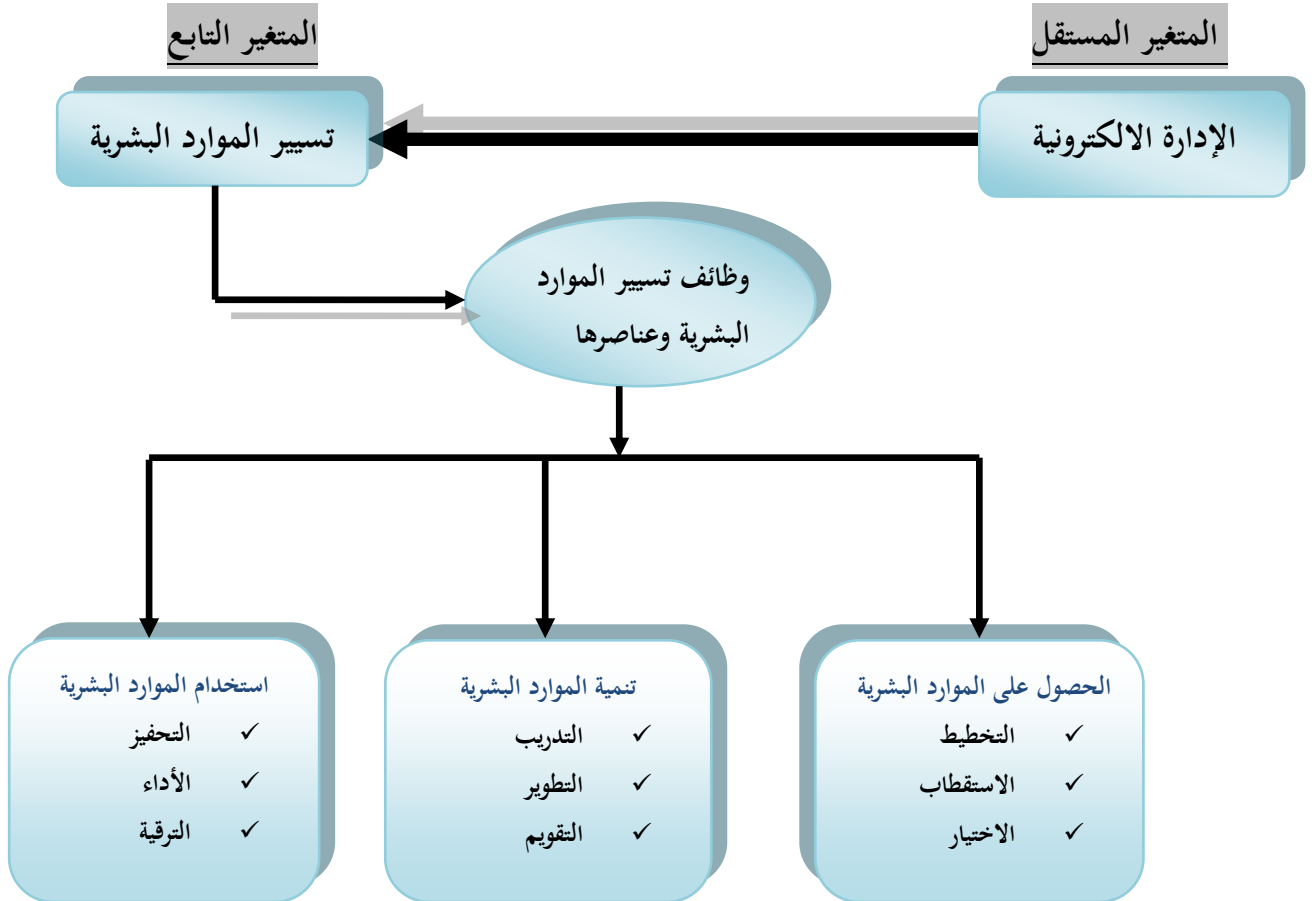 المتغير المستقل
المتغير التابع
الإدارة الالكترونية
تسيير الموارد البشرية
وظائف تسيير الموارد
البشرية وعناصرها
الحصول على الموارد البشرية
✓ التخطيط
✓ الاستقطاب
✓ الاختيار
تنمية الموارد البشرية
✓ التدريب
✓ التطوير
✓ التقويم
استخدام الموارد البشرية
✓ التحفيز
✓ الأداء
✓ الترقية